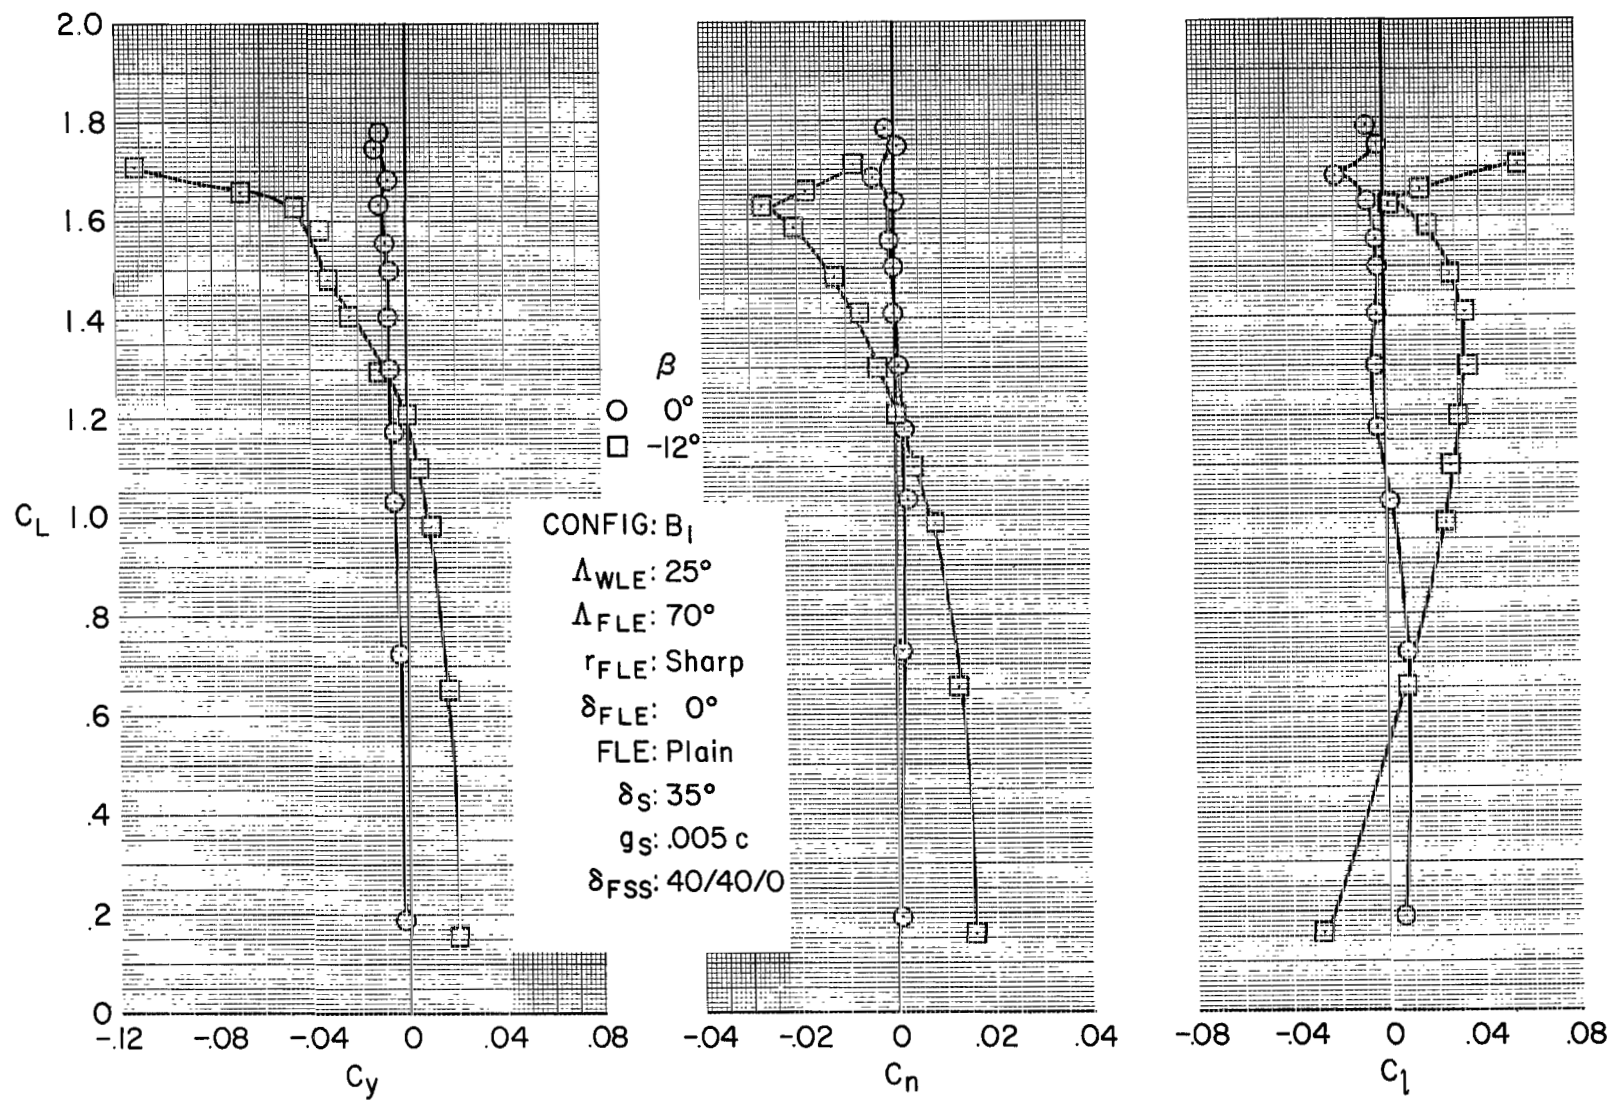 2.0
1.8
1.6
1.4
1.2
C_L 1.0
.8
.6
.4
.2
0
-.12 -.08 -.04 0 .04 .08
C_y
β
○ 0°
□ -12°
CONFIG: B_1
Λ_WLE: 25°
Λ_FLE: 70°
r_FLE: Sharp
δ_FLE: 0°
FLE: Plain
δ_S: 35°
g_S: .005 c
δ_FSS: 40/40/0
-.04 -.02 0 .02 .04
C_n
-.08 -.04 0 .04 .08
C_l